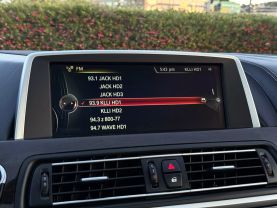 FM 5:43 pm KLLI HD1
93.1 JACK HD1
JACK HD2
JACK HD3
93.9 KLLI HD1
KLLI HD2
94.3 z 800-77
94.7 WAVE HD1